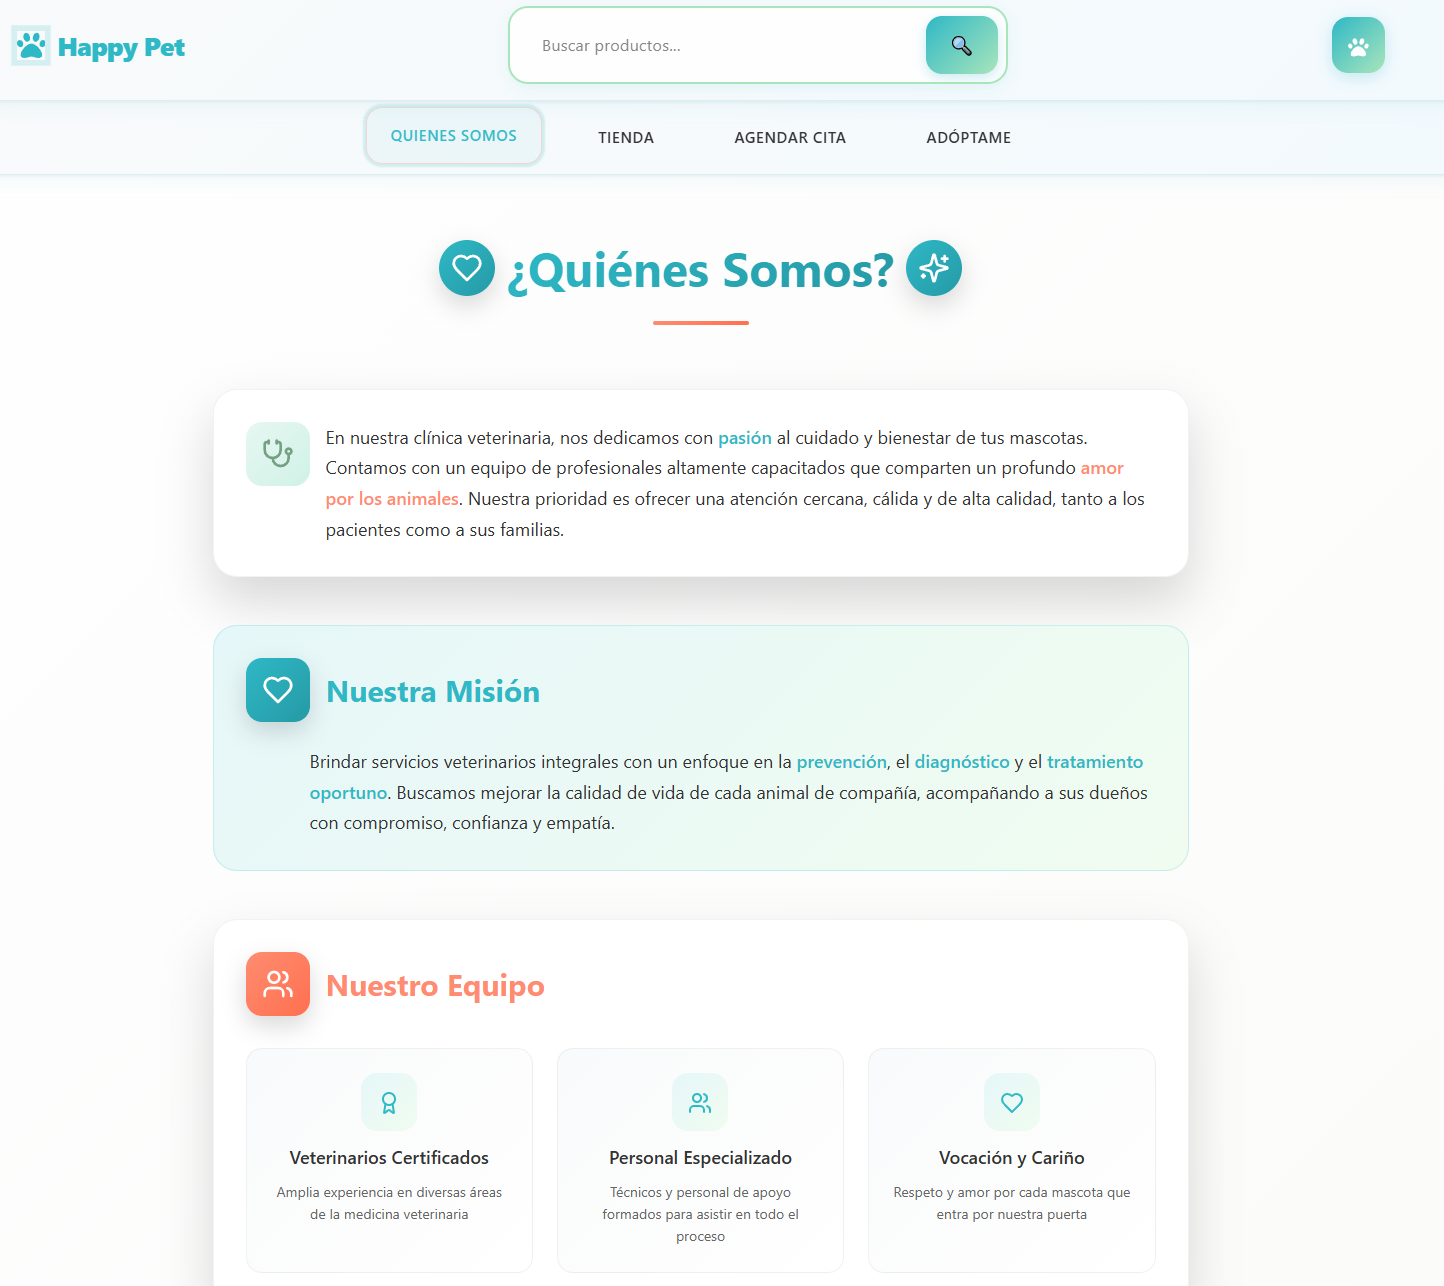 Happy Pet
Buscar productos...
QUIENES SOMOS
TIENDA
AGENDAR CITA
ADÓPTAME
¿Quiénes Somos?
En nuestra clínica veterinaria, nos dedicamos con pasión al cuidado y bienestar de tus mascotas.
Contamos con un equipo de profesionales altamente capacitados que comparten un profundo amor
por los animales. Nuestra prioridad es ofrecer una atención cercana, cálida y de alta calidad, tanto a los
pacientes como a sus familias.
Nuestra Misión
Brindar servicios veterinarios integrales con un enfoque en la prevención, el diagnóstico y el tratamiento
oportuno. Buscamos mejorar la calidad de vida de cada animal de compañía, acompañando a sus dueños
con compromiso, confianza y empatía.
Nuestro Equipo
Veterinarios Certificados
Amplia experiencia en diversas áreas
de la medicina veterinaria
Personal Especializado
Técnicos y personal de apoyo
formados para asistir en todo el
proceso
Vocación y Cariño
Respeto y amor por cada mascota que
entra por nuestra puerta